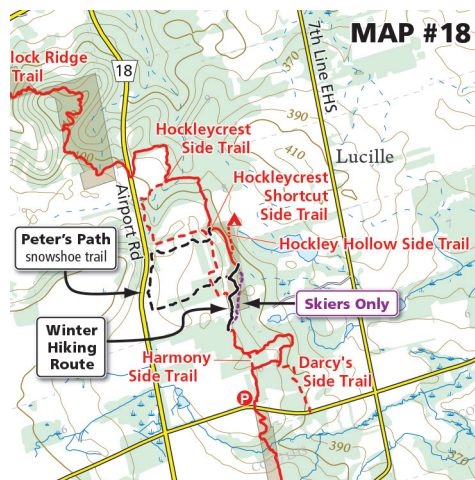 MAP #18
lock Ridge
Trail
18
370
7th Line EHS
390
Hockleycrest
Side Trail
410
Lucille
Airport Rd
Hockleycrest
Shortcut
Side Trail
Peter's Path
snowshoe trail
Hockley Hollow Side Trail
Skiers Only
Winter
Hiking
Route
Harmony
Side Trail
Darcy's
Side Trail
P
390
370